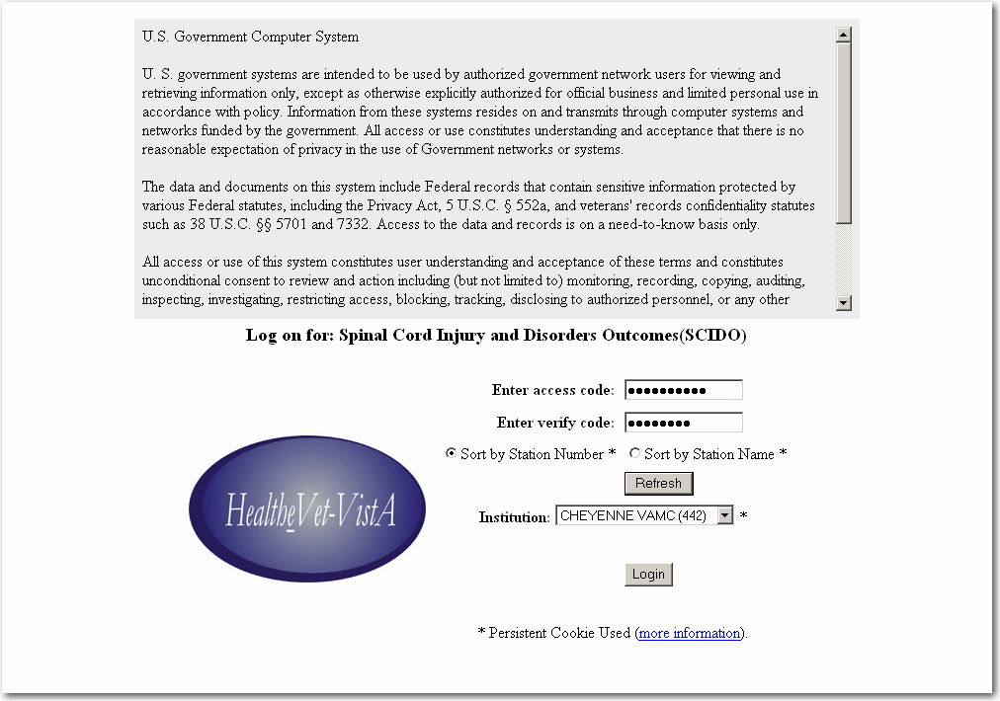 U.S. Government Computer System
U. S. government systems are intended to be used by authorized government network users for viewing and
retrieving information only, except as otherwise explicitly authorized for official business and limited personal use in
accordance with policy. Information from these systems resides on and transmits through computer systems and
networks funded by the government. All access or use constitutes understanding and acceptance that there is no
reasonable expectation of privacy in the use of Government networks or systems.
The data and documents on this system include Federal records that contain sensitive information protected by
various Federal statutes, including the Privacy Act, 5 U.S.C. § 552a, and veterans' records confidentiality statutes
such as 38 U.S.C. §§ 5701 and 7332. Access to the data and records is on a need-to-know basis only.
All access or use of this system constitutes user understanding and acceptance of these terms and constitutes
unconditional consent to review and action including (but not limited to) monitoring, recording, copying, auditing,
inspecting, investigating, restricting access, blocking, tracking, disclosing to authorized personnel, or any other
Log on for: Spinal Cord Injury and Disorders Outcomes(SCIDO)
Enter access code: ●●●●●●●●●●
Enter verify code: ●●●●●●●●
Sort by Station Number * Sort by Station Name *
Refresh
HealtheVet-VistA
Institution: CHEYENNE VAMC (442) *
Login
* Persistent Cookie Used (more information).